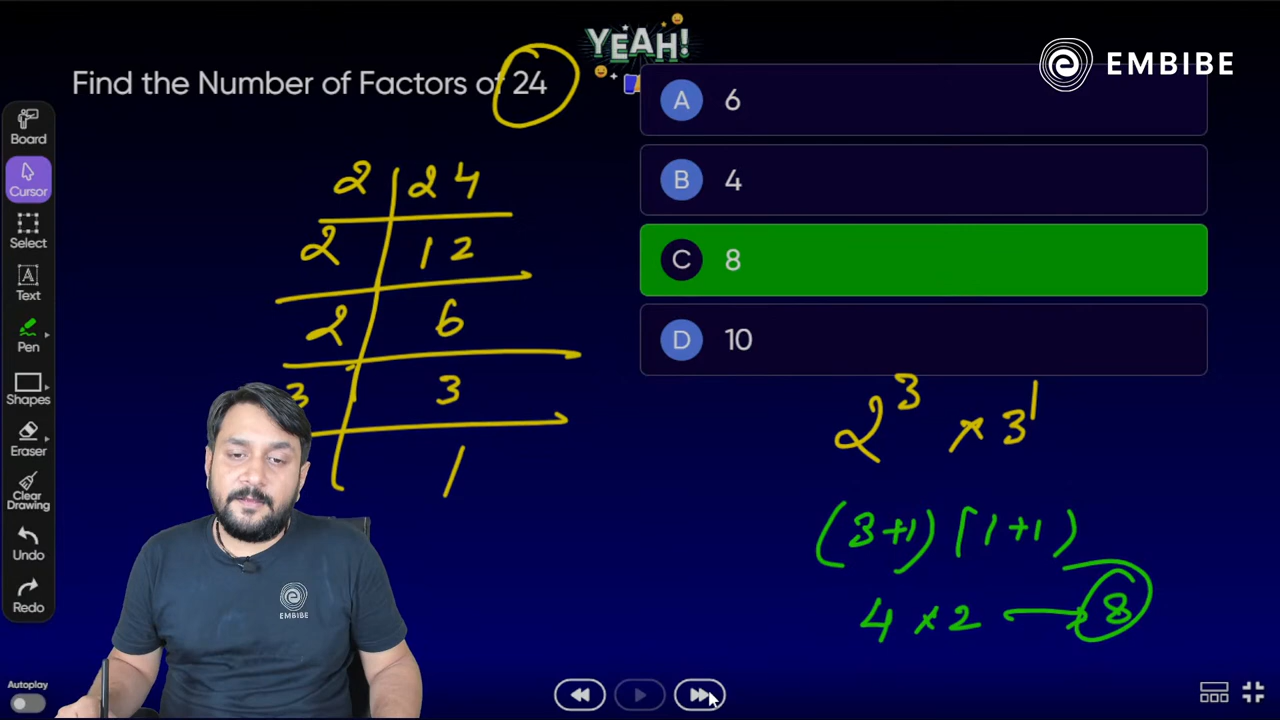 YEAH!
EMBIBE
Find the Number of Factors of 24
A 6
B 4
C 8
D 10
Board
Cursor
Select
Text
Pen
Shapes
Eraser
Clear
Drawing
Undo
Redo
Autoplay
2 | 24
2 | 12
2 | 6
3 | 3
1
2³ × 3¹
(3+1) (1+1)
4 × 2 → 8
EMBIBE